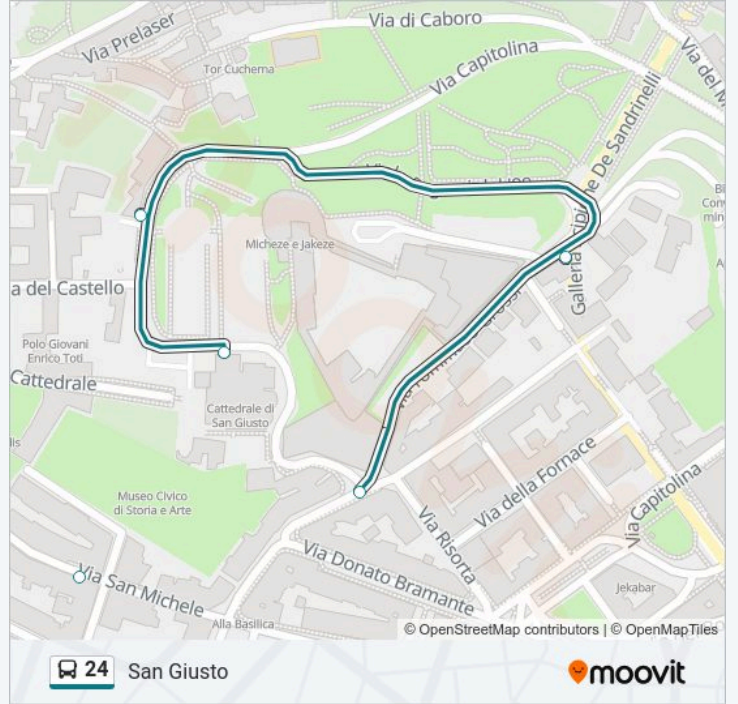 Via Prelaser
Via di Caboro
Tor Cucherna
Via Capitolina
Via del M
Galleria
ipi
ne De Sandrinelli
Micheze e Jakeze
a del Castello
Polo Giovani
Enrico Toti
Cattedrale
Cattedrale di
San Giusto
Museo Civico
di Storia e Arte
Via della Fornace
Via Capitolina
Via Risorta
Via San Michele
Via Donato Bramante
Jekabar
Alla Basilica
© OpenStreetMap contributors | © OpenMapTiles
24 San Giusto
moovit